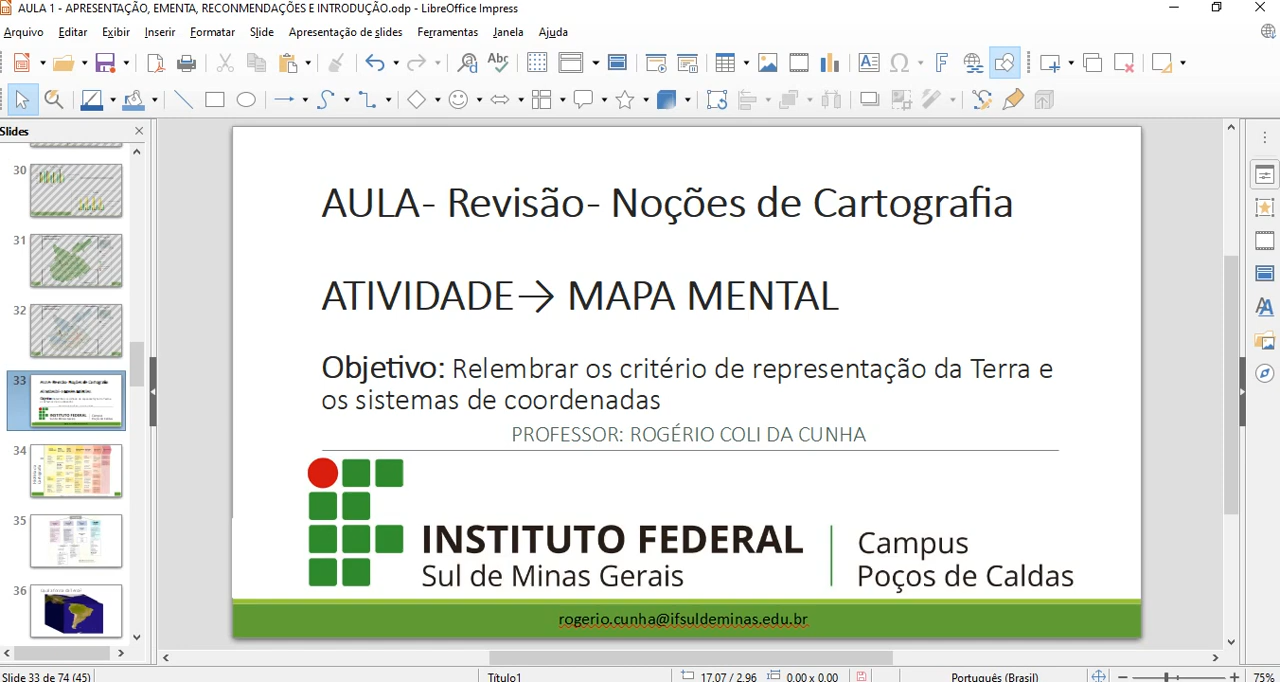 AULA 1 - APRESENTAÇÃO, EMENTA, RECONMENDAÇÕES E INTRODUÇÃO.odp - LibreOffice Impress
Arquivo Editar Exibir Inserir Formatar Slide Apresentação de slides Ferramentas Janela Ajuda
Slides
30
31
32
33
34
35
36
AULA- Revisão- Noções de Cartografia
ATIVIDADE→ MAPA MENTAL
Objetivo: Relembrar os critério de representação da Terra e
os sistemas de coordenadas
PROFESSOR: ROGÉRIO COLI DA CUNHA
INSTITUTO FEDERAL
Sul de Minas Gerais
Campus
Poços de Caldas
rogerio.cunha@ifsuldeminas.edu.br
Slide 33 de 74 (45) Título1 17.07 / 2.96 0.00 x 0.00 Português (Brasil) 75%